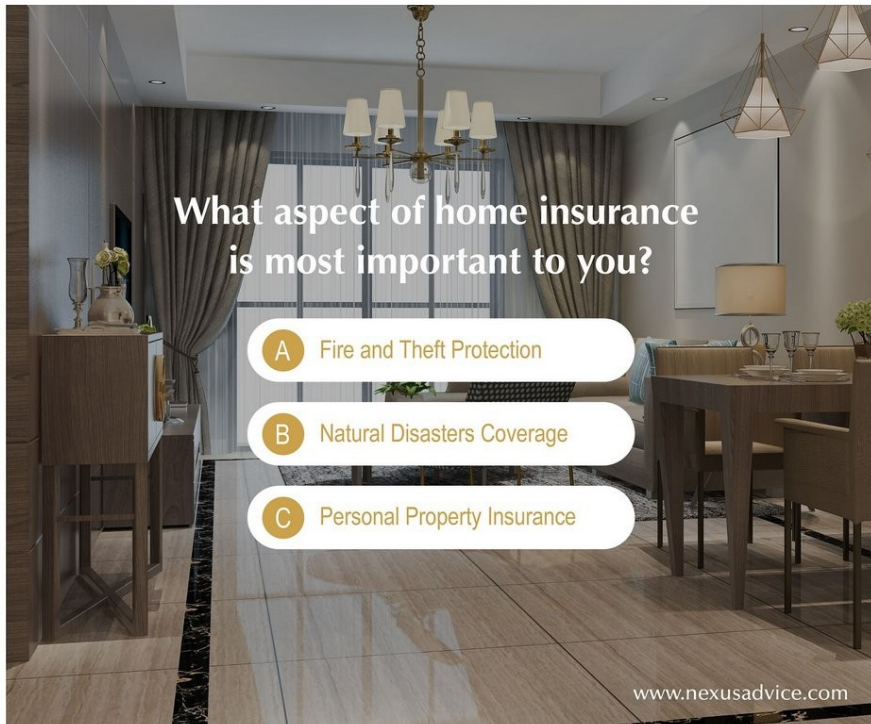 What aspect of home insurance
is most important to you?
A Fire and Theft Protection
B Natural Disasters Coverage
C Personal Property Insurance
www.nexusadvice.com